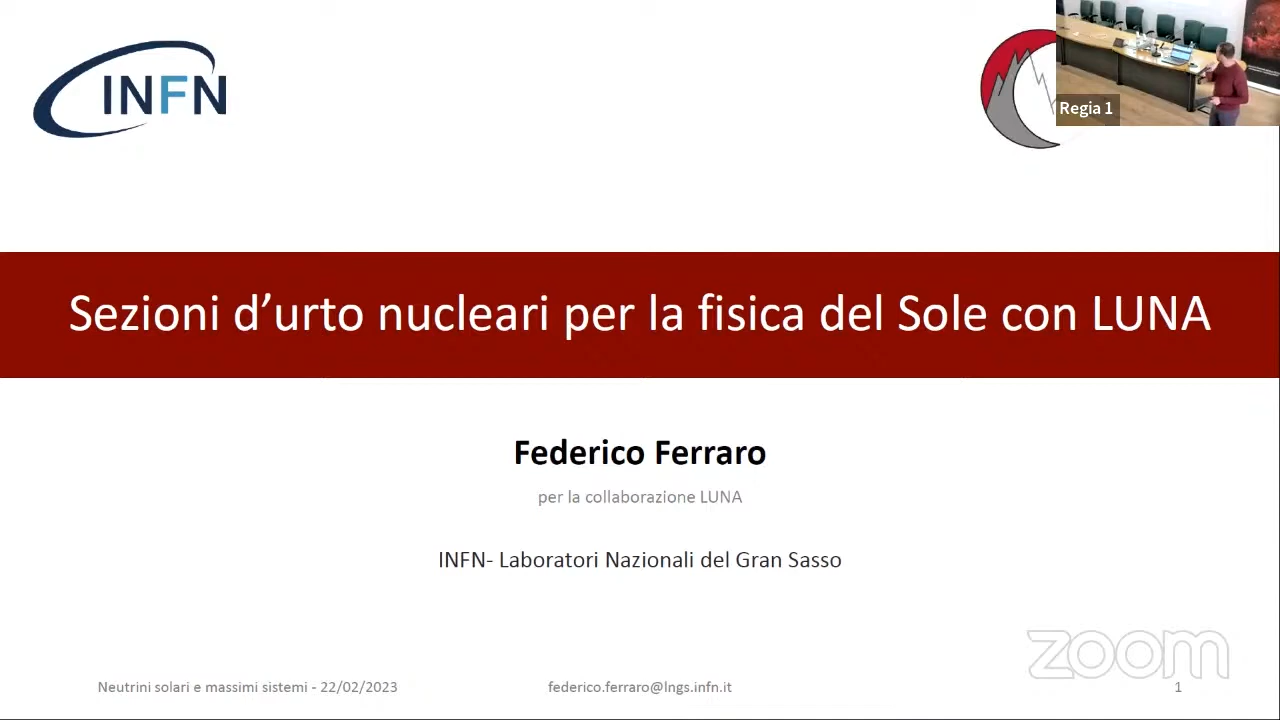 INFN
Regia 1
Sezioni d’urto nucleari per la fisica del Sole con LUNA
Federico Ferraro
per la collaborazione LUNA
INFN- Laboratori Nazionali del Gran Sasso
zoom
Neutrini solari e massimi sistemi - 22/02/2023
federico.ferraro@lngs.infn.it
1